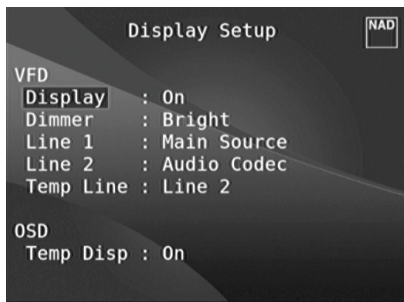 Display Setup
NAD
VFD
Display : On
Dimmer : Bright
Line 1 : Main Source
Line 2 : Audio Codec
Temp Line : Line 2
OSD
Temp Disp : On